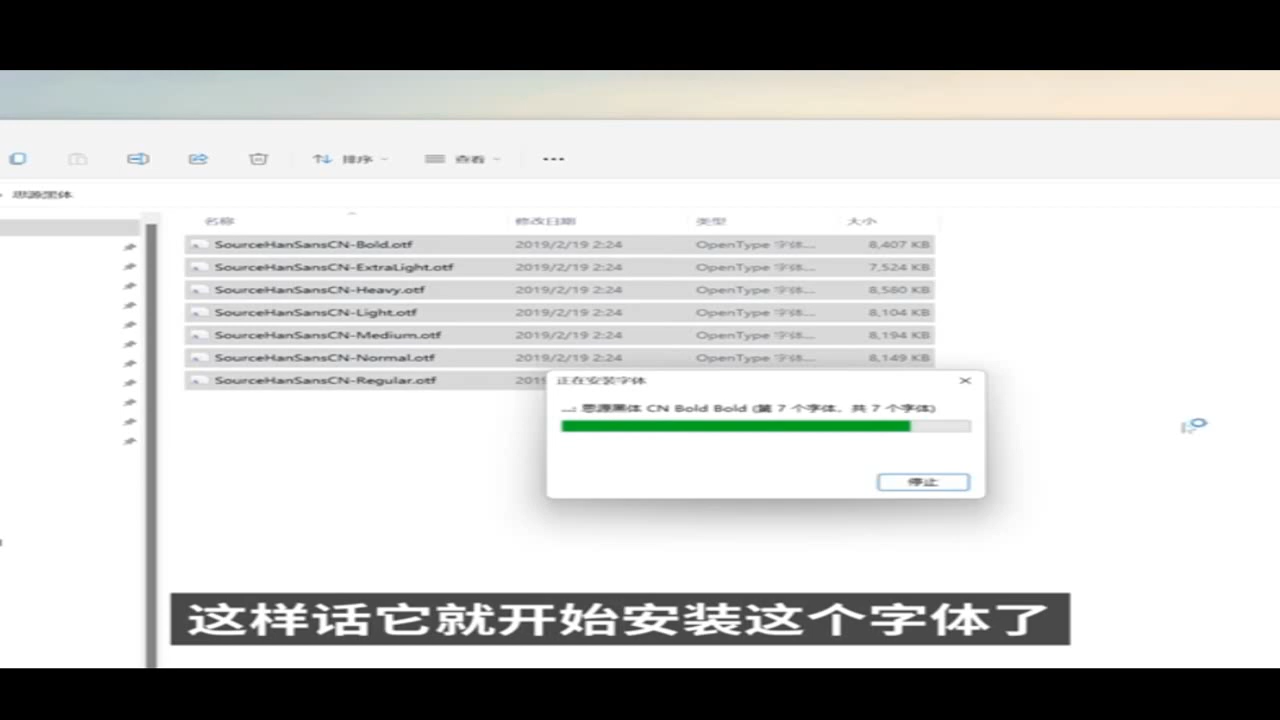 排序 查看 •••
思源黑体
名称 修改日期 类型 大小
SourceHanSansCN-Bold.otf 2019/2/19 2:24 OpenType 字体... 8,407 KB
SourceHanSansCN-ExtraLight.otf 2019/2/19 2:24 OpenType 字体... 7,524 KB
SourceHanSansCN-Heavy.otf 2019/2/19 2:24 OpenType 字体... 8,580 KB
SourceHanSansCN-Light.otf 2019/2/19 2:24 OpenType 字体... 8,104 KB
SourceHanSansCN-Medium.otf 2019/2/19 2:24 OpenType 字体... 8,194 KB
SourceHanSansCN-Normal.otf 2019/2/19 2:24 OpenType 字体... 8,149 KB
SourceHanSansCN-Regular.otf 2019
正在安装字体
...: 思源黑体 CN Bold Bold (第 7 个字体，共 7 个字体)
停止
这样话它就开始安装这个字体了